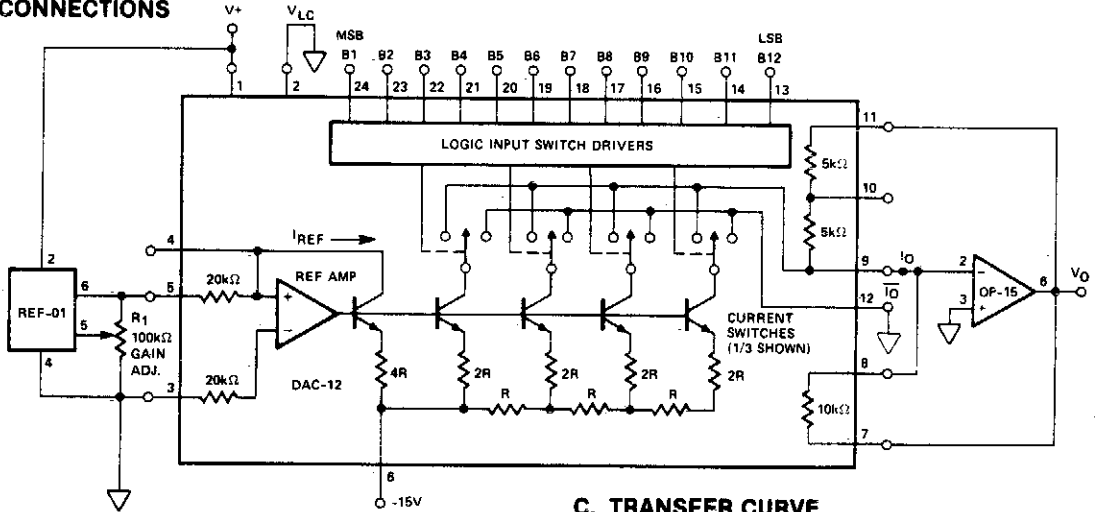 CONNECTIONS
V+
VLC
MSB
LSB
B1 B2 B3 B4 B5 B6 B7 B8 B9 B10 B11 B12
1 2 24 23 22 21 20 19 18 17 16 15 14 13
LOGIC INPUT SWITCH DRIVERS
11
5kΩ
10
5kΩ
4
IREF
2
REF AMP
9
IO
2
6
VO
6
5
20kΩ
+
−
OP-15
REF-01
R1
100kΩ
GAIN
ADJ.
5
−
+
3
12
IO
CURRENT
SWITCHES
(1/3 SHOWN)
4
3
20kΩ
DAC-12
4R
2R
2R
2R
2R
R
R
R
8
10kΩ
7
6
-15V
C. TRANSFER CURVE